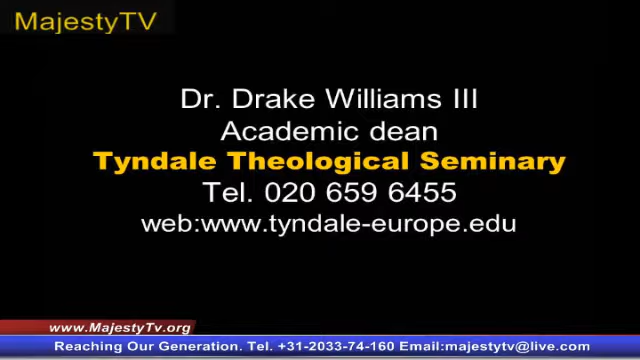 MajestyTV
Dr. Drake Williams III
Academic dean
Tyndale Theological Seminary
Tel. 020 659 6455
web:www.tyndale-europe.edu
www.MajestyTv.org
Reaching Our Generation. Tel. +31-2033-74-160 Email:majestytv@live.com